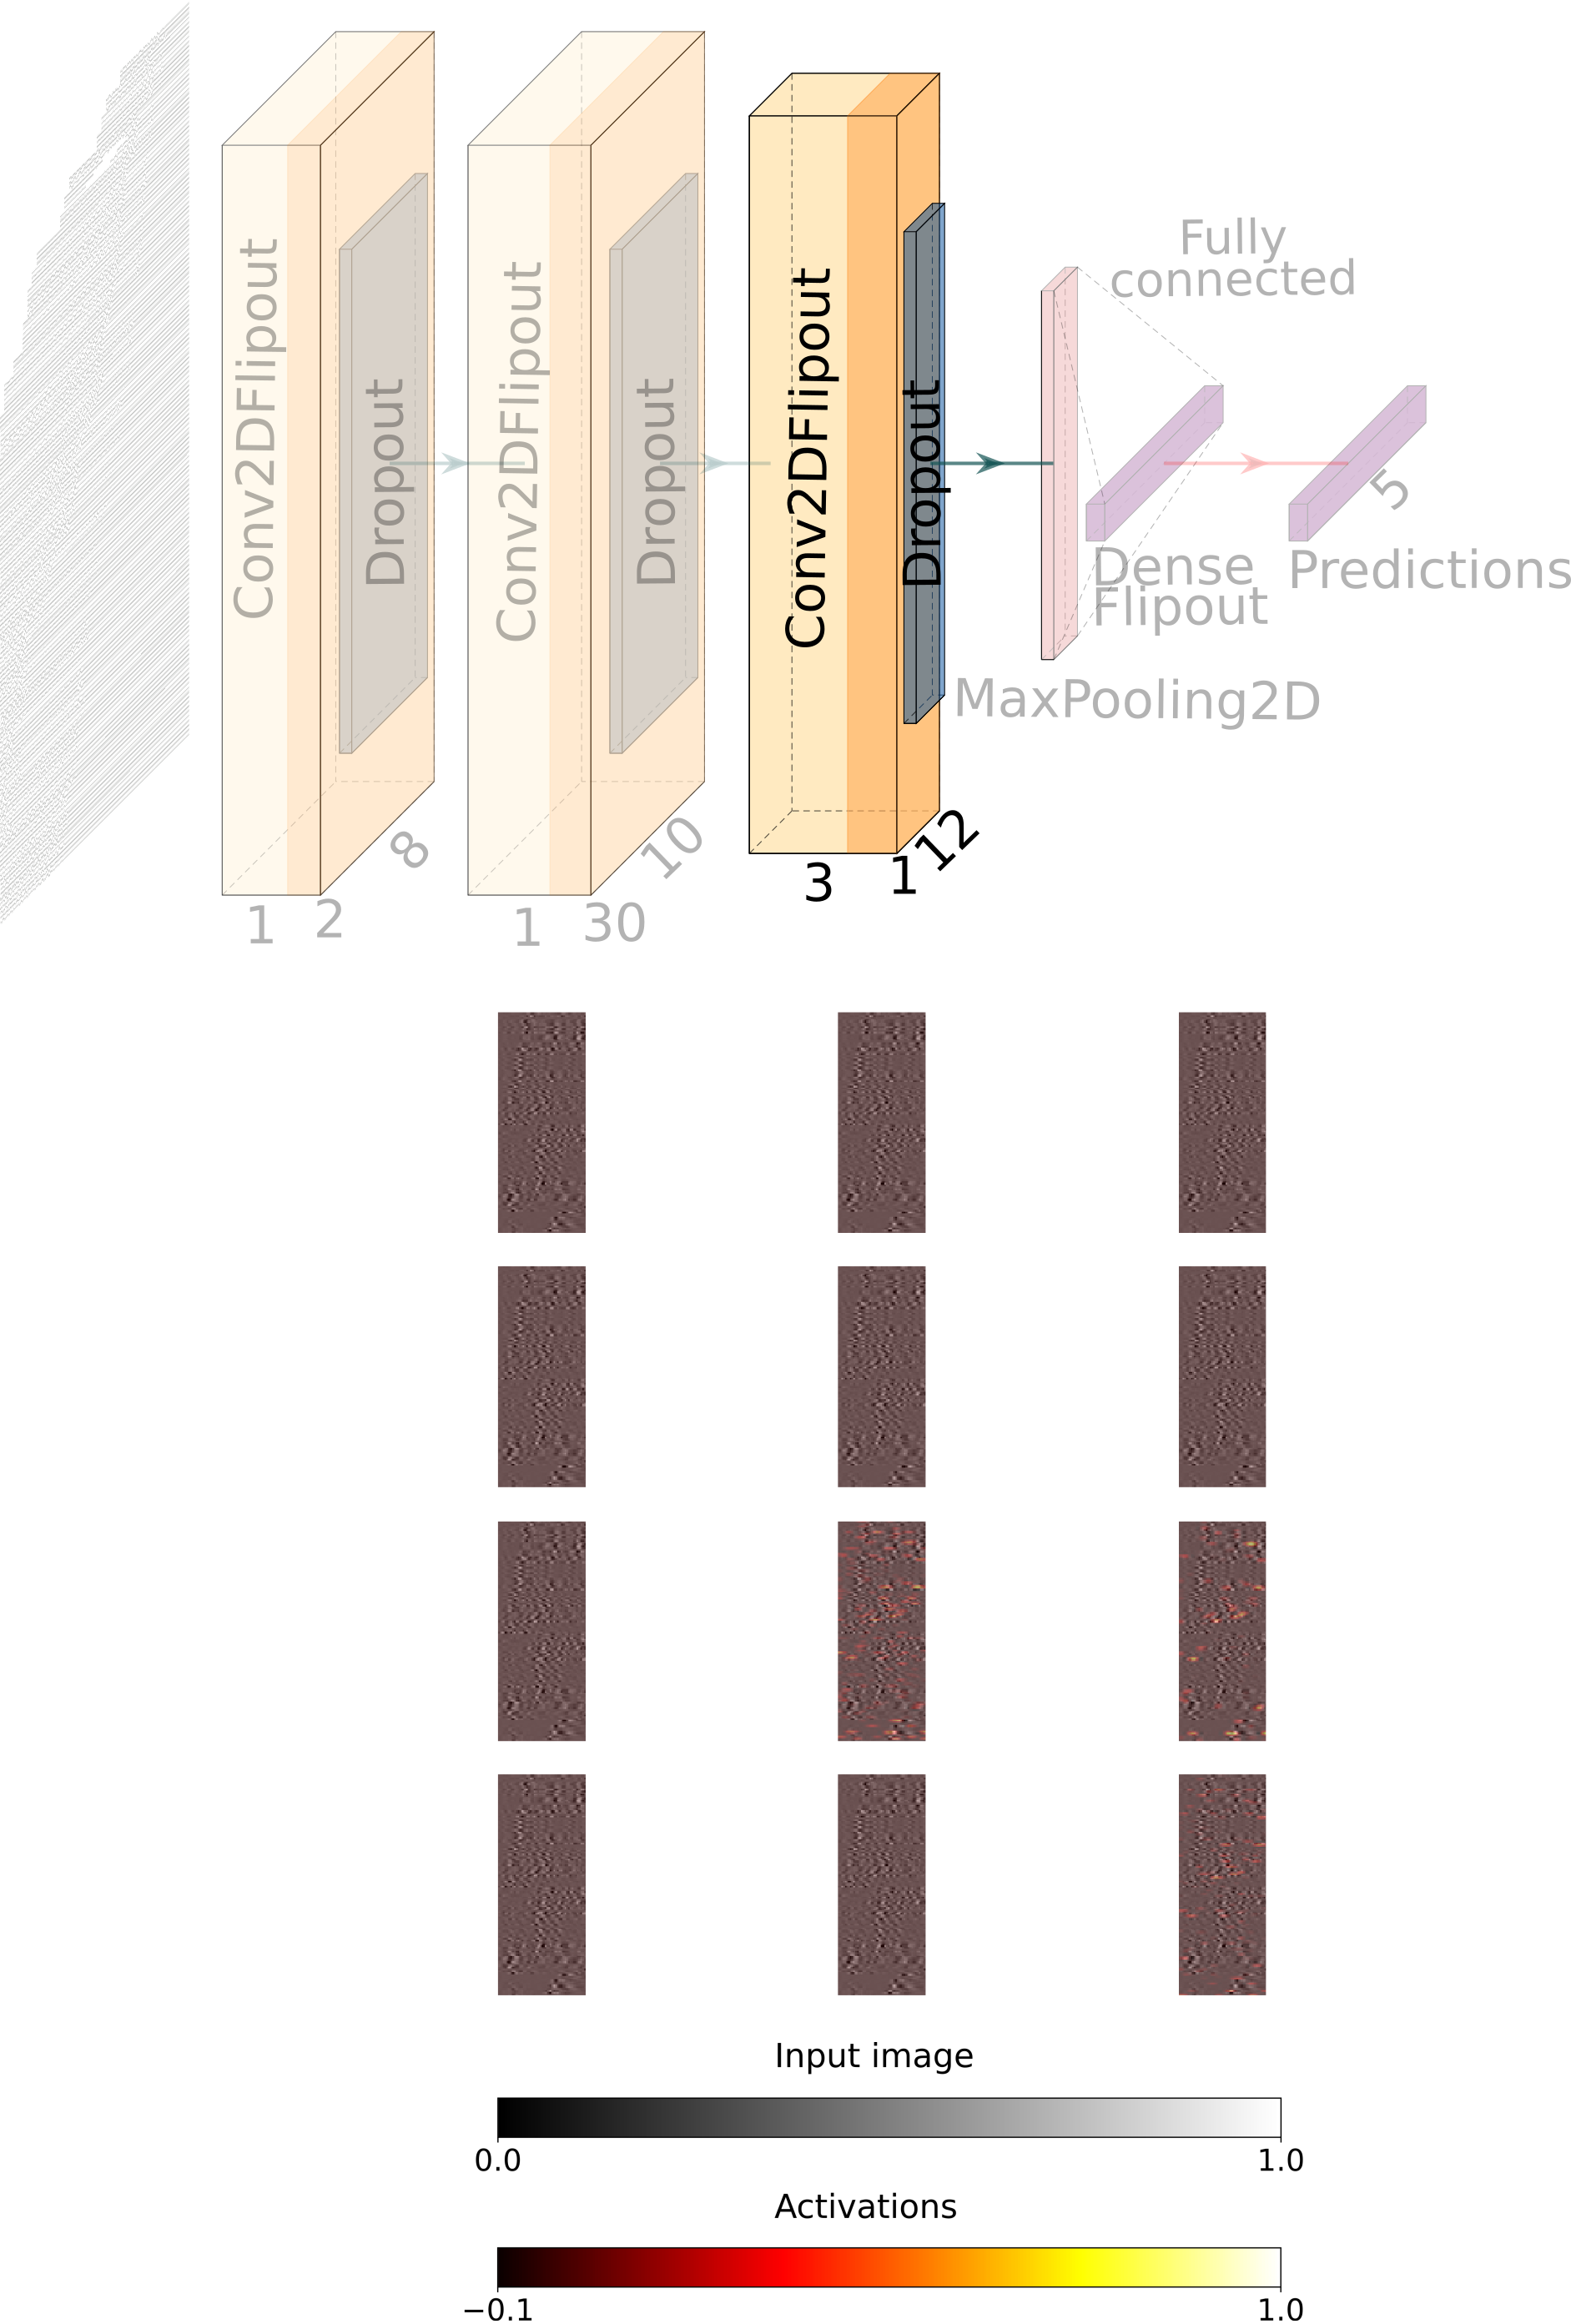 Conv2DFlipout
Dropout
1
2
8
Conv2DFlipout
Dropout
1
30
10
Conv2DFlipout
Dropout
3
1
12
MaxPooling2D
Fully
connected
Dense
Flipout
5
Predictions
Input image
0.0
1.0
Activations
−0.1
1.0